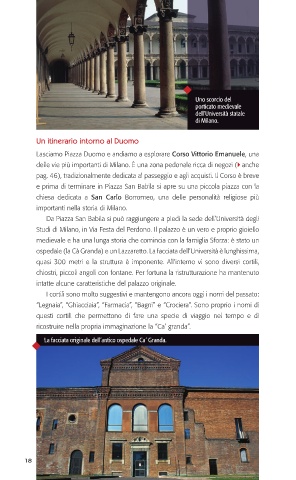 Uno scorcio del
porticato medievale
dell'Università statale
di Milano.
Un itinerario intorno al Duomo
Lasciamo Piazza Duomo e andiamo a esplorare Corso Vittorio Emanuele, una
delle vie più importanti di Milano. È una zona pedonale ricca di negozi (▸ anche
pag. 46), tradizionalmente dedicata al passeggio e agli acquisti. Il Corso è breve
e prima di terminare in Piazza San Babila si apre su una piccola piazza con la
chiesa dedicata a San Carlo Borromeo, una delle personalità religiose più
importanti nella storia di Milano.
Da Piazza San Babila si può raggiungere a piedi la sede dell'Università degli
Studi di Milano, in Via Festa del Perdono. Il palazzo è un vero e proprio gioiello
medievale e ha una lunga storia che comincia con la famiglia Sforza: è stato un
ospedale (la Cà Granda) e un Lazzaretto. La facciata dell'Università è lunghissima,
quasi 300 metri e la struttura è imponente. All'interno vi sono diversi cortili,
chiostri, piccoli angoli con fontane. Per fortuna la ristrutturazione ha mantenuto
intatte alcune caratteristiche del palazzo originale.
I cortili sono molto suggestivi e mantengono ancora oggi i nomi del passato:
"Legnaia", "Ghiacciaia", "Farmacia", "Bagni" e "Crociera". Sono proprio i nomi di
questi cortili che permettono di fare una specie di viaggio nel tempo e di
ricostruire nella propria immaginazione la "Ca' granda".
La facciata originale dell'antico ospedale Ca' Granda.
18